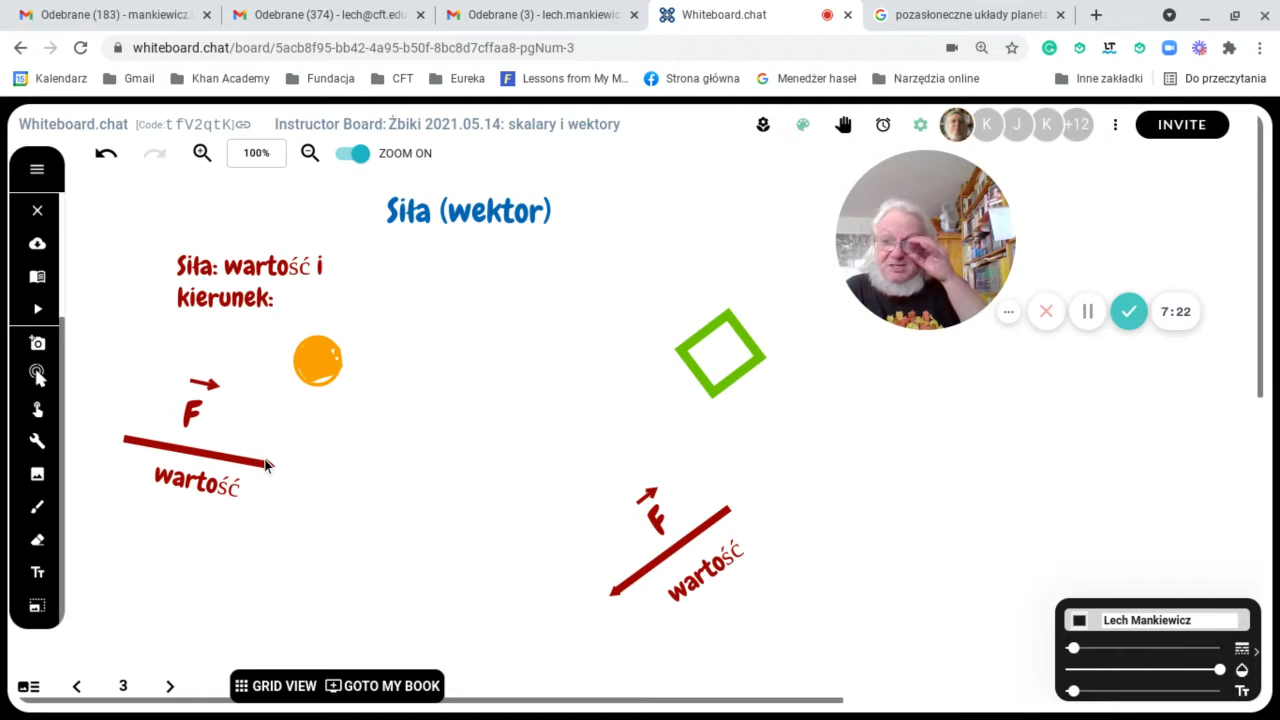 Odebrane (183) - mankiewicz.
Odebrane (374) - lech@cft.edu
Odebrane (3) - lech.mankiewic
Whiteboard.chat
pozasłoneczne układy planeta
whiteboard.chat/board/5acb8f95-bb42-4a95-b50f-8bc8d7cffaa8-pgNum-3
Kalendarz
Gmail
Khan Academy
Fundacja
CFT
Eureka
Lessons from My M...
Strona główna
Menedżer haseł
Narzędzia online
Inne zakładki
Do przeczytania
Whiteboard.chat [Code:tfV2qtK] Instructor Board:Żbiki 2021.05.14: skalary i wektory
K
J
K
+12
INVITE
100%
ZOOM ON
Siła (wektor)
Siła: wartość i
kierunek:
7:22
F
wartość
F
wartość
Lech Mankiewicz
3
GRID VIEW
GOTO MY BOOK